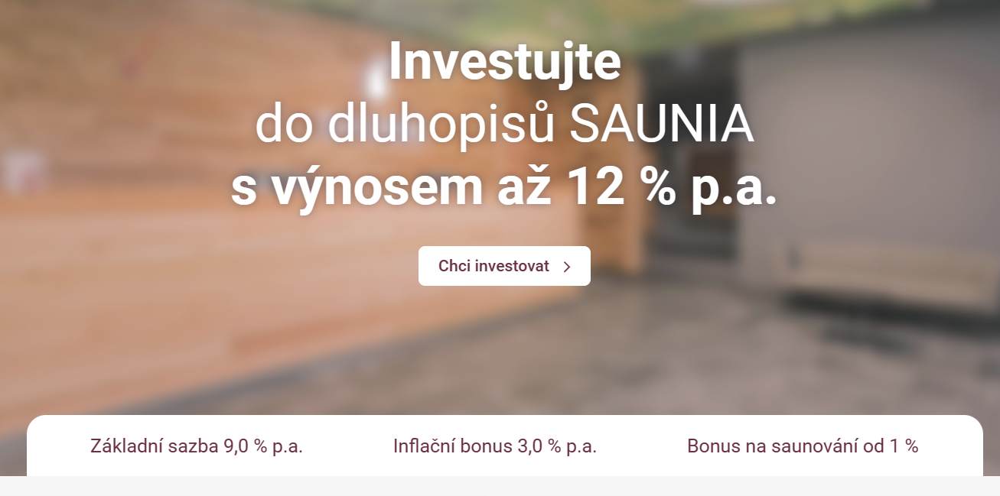 Investujte
do dluhopisů SAUNIA
s výnosem až 12 % p.a.
Chci investovat
Základní sazba 9,0 % p.a.
Inflační bonus 3,0 % p.a.
Bonus na saunování od 1 %